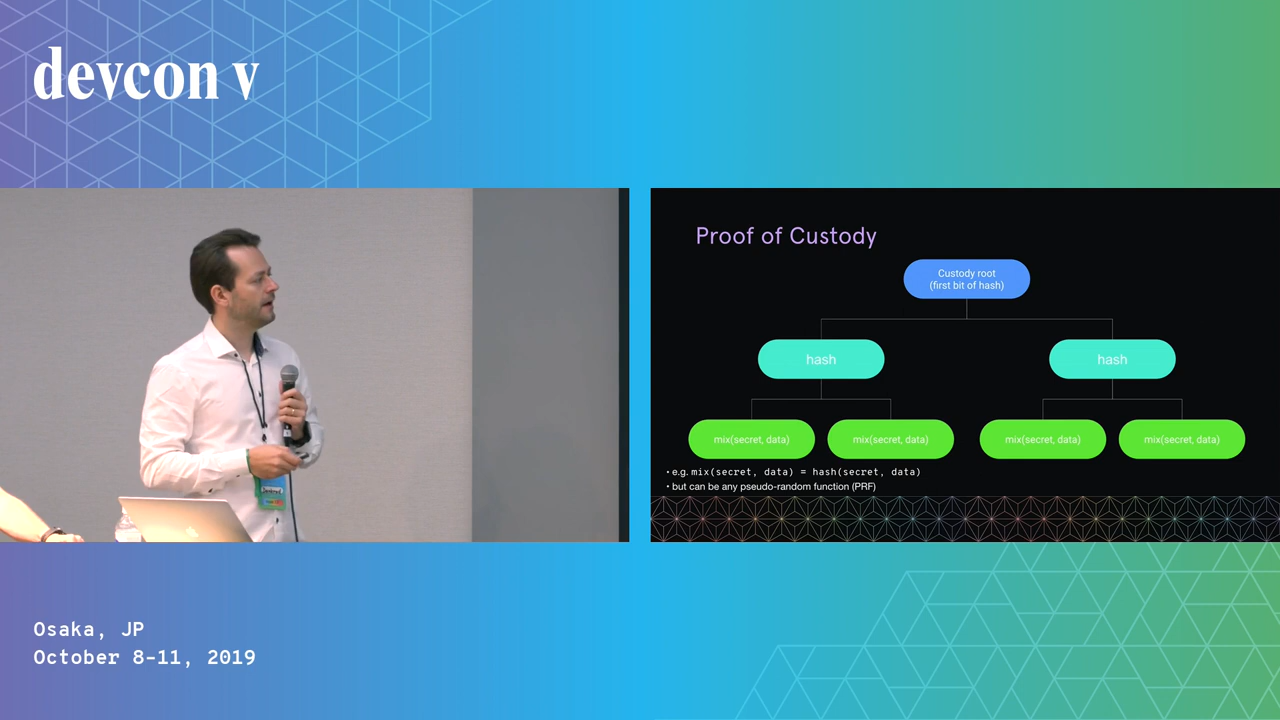 devcon v
Proof of Custody
Custody root
(first bit of hash)
hash
hash
mix(secret, data)
mix(secret, data)
mix(secret, data)
mix(secret, data)
• e.g. mix(secret, data) = hash(secret, data)
• but can be any pseudo-random function (PRF)
Osaka, JP
October 8-11, 2019